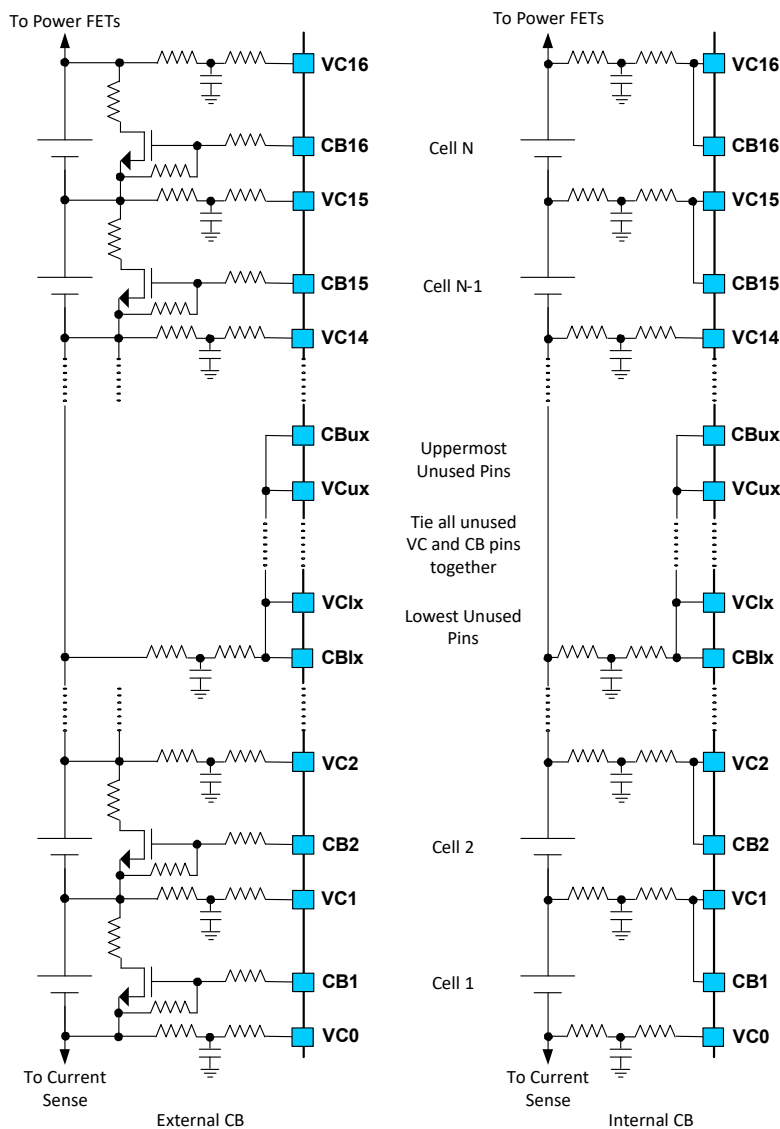 To Power FETs
VC16
CB16
VC15
CB15
VC14
CBux
VCux
VClx
CBlx
VC2
CB2
VC1
CB1
VC0
To Current
Sense
External CB
Cell N
Cell N-1
Uppermost
Unused Pins
Tie all unused
VC and CB pins
together
Lowest Unused
Pins
Cell 2
Cell 1
To Power FETs
VC16
CB16
VC15
CB15
VC14
CBux
VCux
VClx
CBlx
VC2
CB2
VC1
CB1
VC0
To Current
Sense
Internal CB